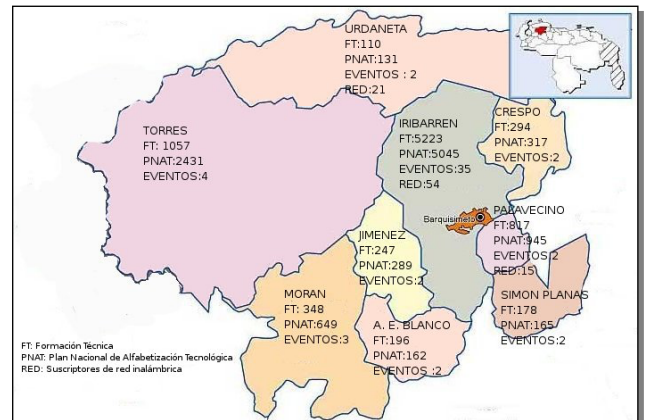 URDANETA
FT:110
PNAT:131
EVENTOS : 2
RED:21
TORRES
FT: 1057
PNAT:2431
EVENTOS:4
IRIBARREN
FT:5223
PNAT:5045
EVENTOS:35
RED:54
CRESPO
FT:294
PNAT:317
EVENTOS:2
Barquisimeto
PALAVECINO
FT:817
PNAT:945
EVENTOS:2
RED:15
JIMENEZ
FT:247
PNAT:289
EVENTOS:2
MORAN
FT: 348
PNAT:649
EVENTOS:3
A. E. BLANCO
FT:196
PNAT:162
EVENTOS :2
SIMON PLANAS
FT:178
PNAT:165
EVENTOS:2
FT: Formación Técnica
PNAT: Plan Nacional de Alfabetización Tecnológica
RED: Suscriptores de red inalámbrica